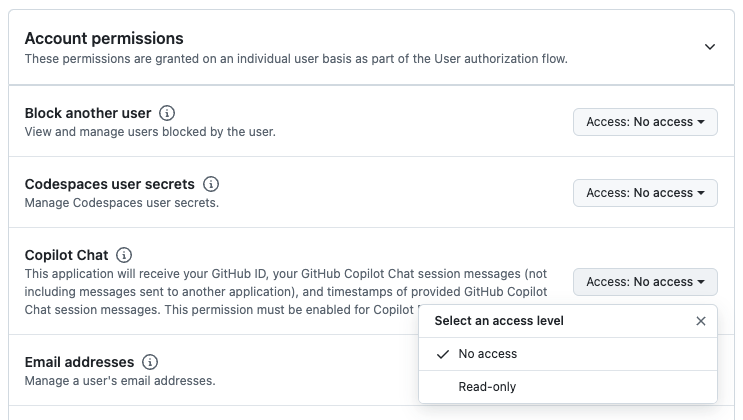 Account permissions
These permissions are granted on an individual user basis as part of the User authorization flow.
Block another user
View and manage users blocked by the user.
Access: No access
Codespaces user secrets
Manage Codespaces user secrets.
Access: No access
Copilot Chat
This application will receive your GitHub ID, your GitHub Copilot Chat session messages (not
including messages sent to another application), and timestamps of provided GitHub Copilot
Chat session messages. This permission must be enabled for Copilot
Access: No access
Select an access level
No access
Read-only
Email addresses
Manage a user's email addresses.